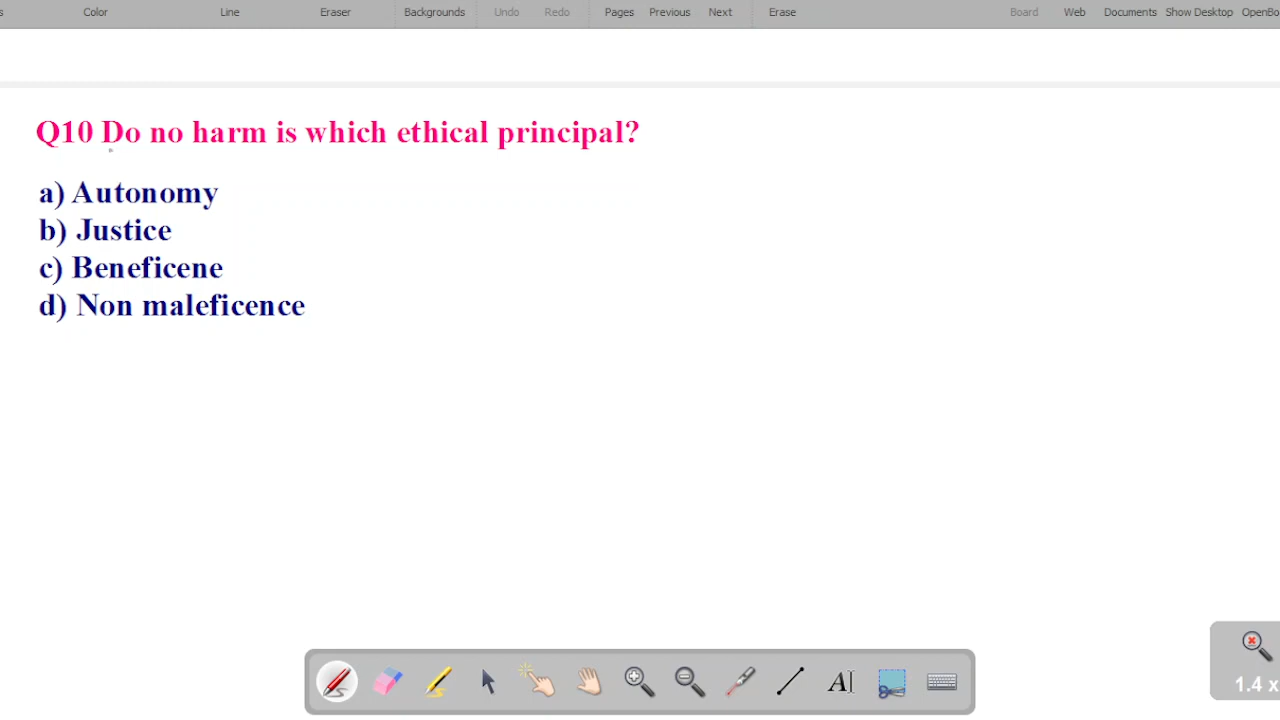 s Color Line Eraser Backgrounds Undo Redo Pages Previous Next Erase Board Web Documents Show Desktop OpenBo
Q10 Do no harm is which ethical principal?
a) Autonomy
b) Justice
c) Beneficene
d) Non maleficence
A
1.4 x